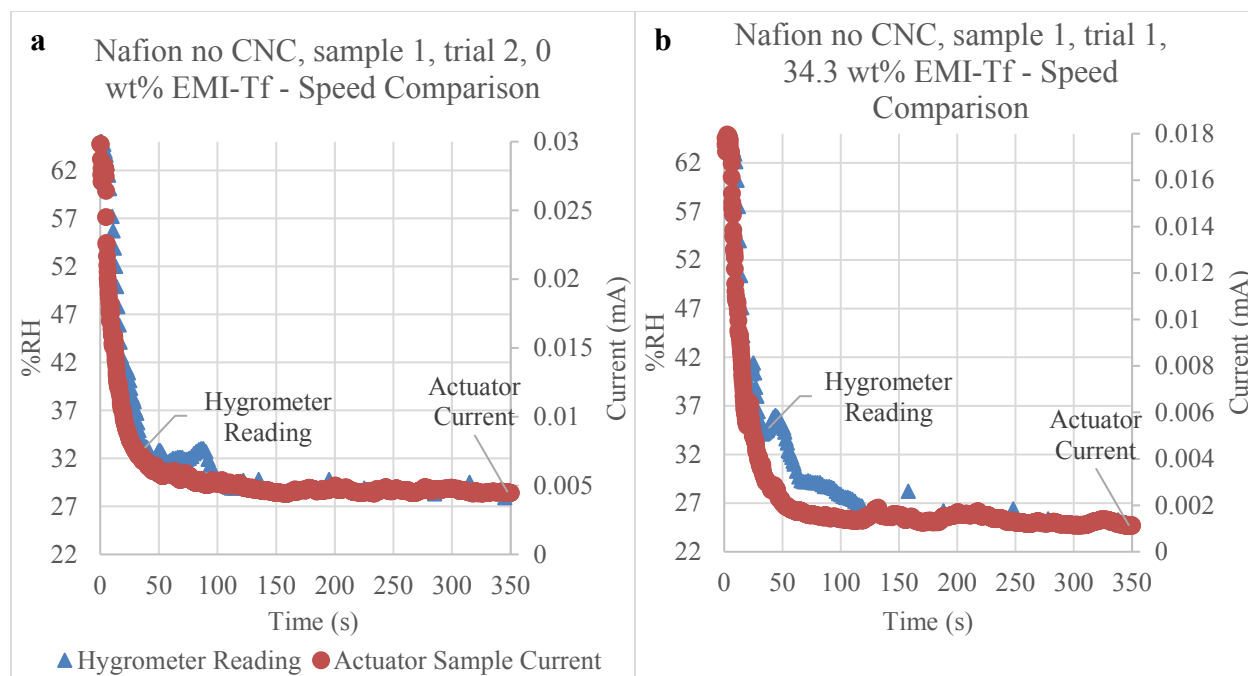 a
Nafion no CNC, sample 1, trial 2, 0
wt% EMI-Tf - Speed Comparison
%RH
62
57
52
47
42
37
32
27
22
0.03
0.025
0.02
0.015
0.01
0.005
0
Current (mA)
Hygrometer
Reading
Actuator
Current
0 50 100 150 200 250 300 350
Time (s)
Hygrometer Reading Actuator Sample Current
b
Nafion no CNC, sample 1, trial 1,
34.3 wt% EMI-Tf - Speed
Comparison
%RH
62
57
52
47
42
37
32
27
22
0.018
0.016
0.014
0.012
0.01
0.008
0.006
0.004
0.002
0
Current (mA)
Hygrometer
Reading
Actuator
Current
0 50 100 150 200 250 300 350
Time (s)